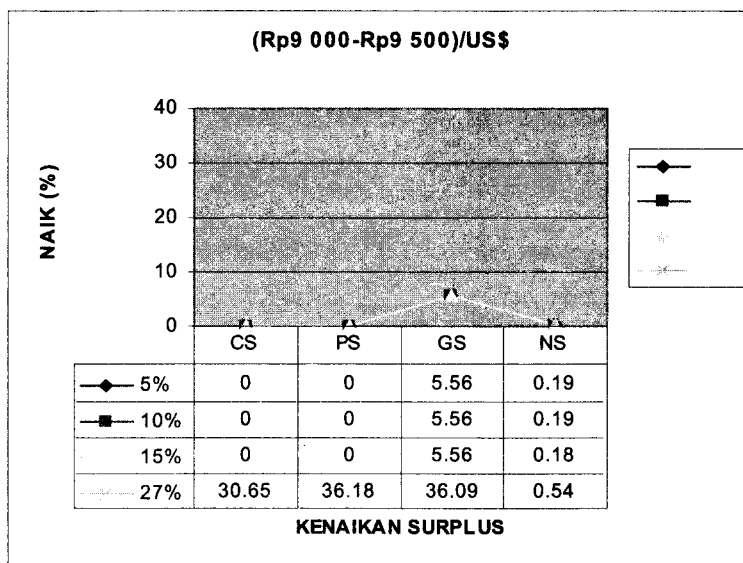 (Rp9 000-Rp9 500)/US$
NAIK (%)
40
30
20
10
0
CS PS GS NS
5% 0 0 5.56 0.19
10% 0 0 5.56 0.19
15% 0 0 5.56 0.18
27% 30.65 36.18 36.09 0.54
KENAIKAN SURPLUS